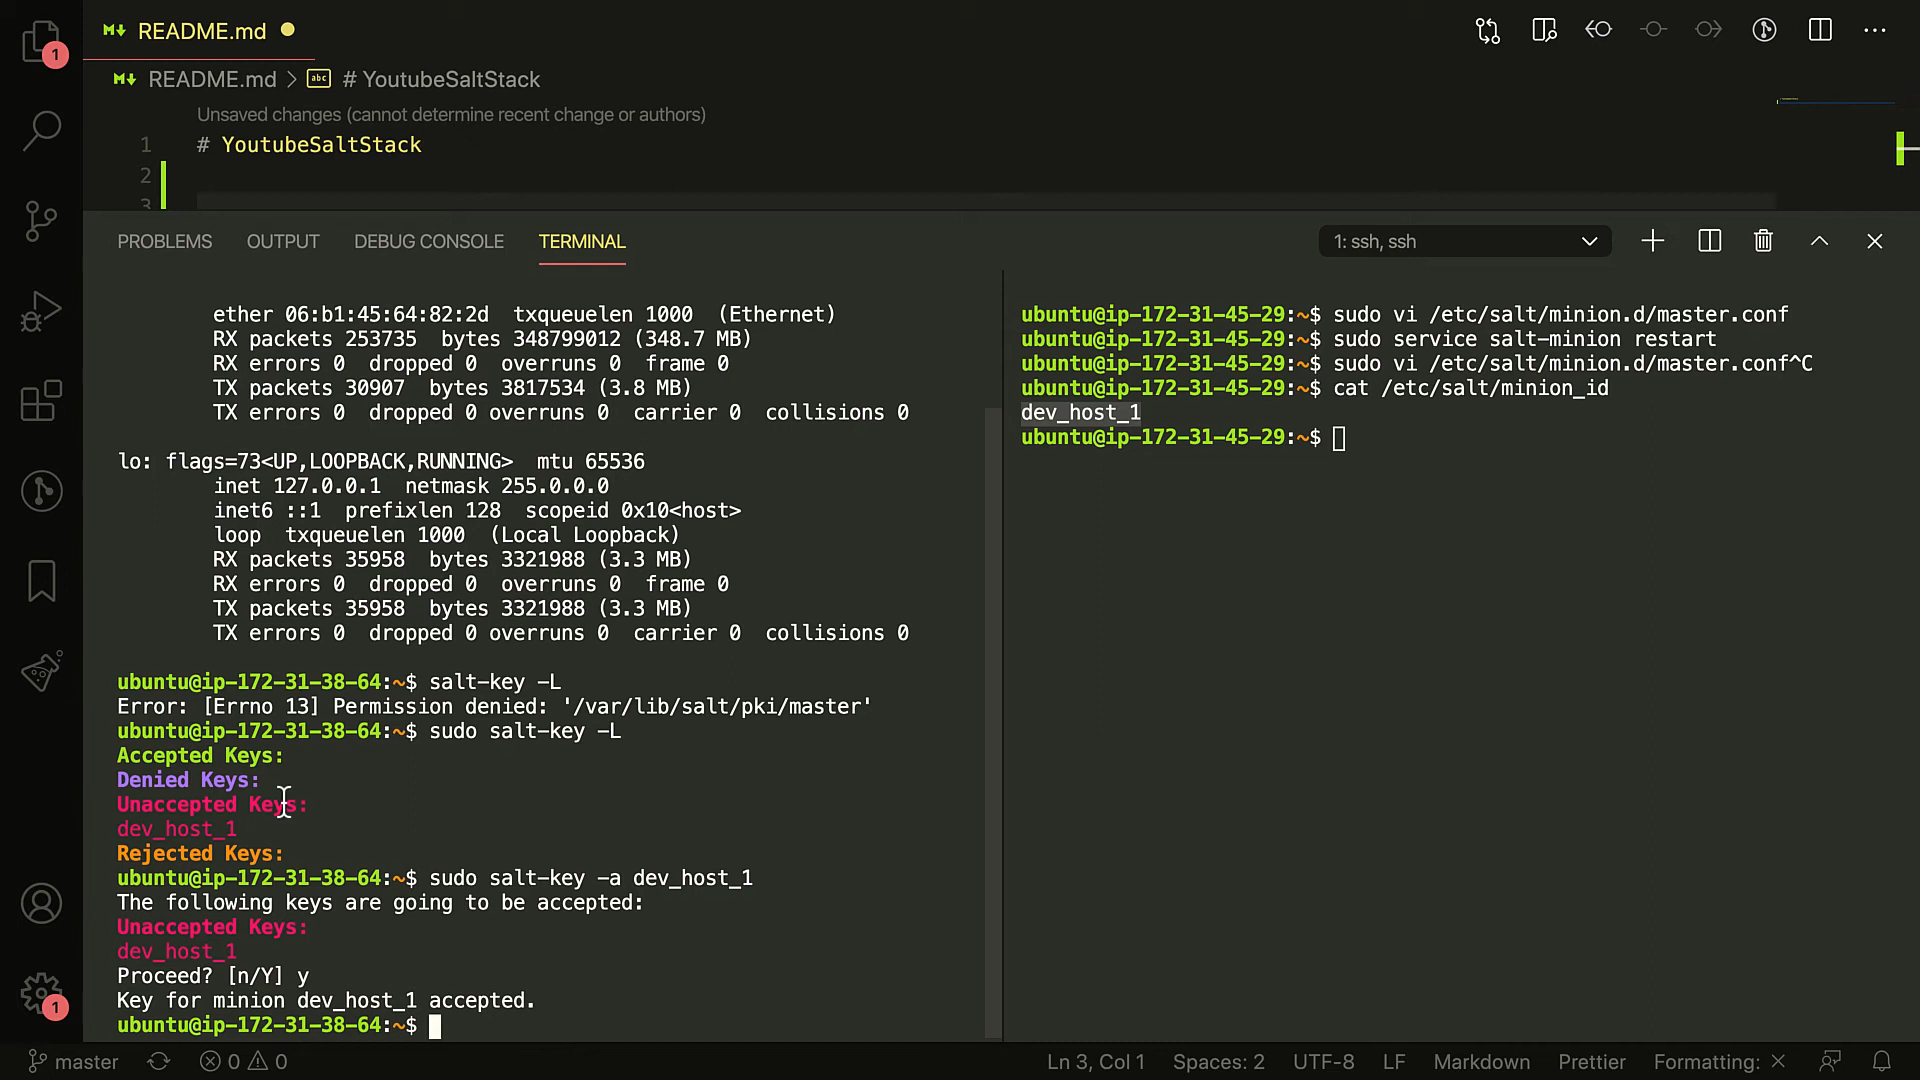 README.md
README.md > abc # YoutubeSaltStack
Unsaved changes (cannot determine recent change or authors)
1 # YoutubeSaltStack
2
3
PROBLEMS OUTPUT DEBUG CONSOLE TERMINAL
1: ssh, ssh
ether 06:b1:45:64:82:2d txqueuelen 1000 (Ethernet)
RX packets 253735 bytes 348799012 (348.7 MB)
RX errors 0 dropped 0 overruns 0 frame 0
TX packets 30907 bytes 3817534 (3.8 MB)
TX errors 0 dropped 0 overruns 0 carrier 0 collisions 0
lo: flags=73<UP,LOOPBACK,RUNNING> mtu 65536
inet 127.0.0.1 netmask 255.0.0.0
inet6 ::1 prefixlen 128 scopeid 0x10<host>
loop txqueuelen 1000 (Local Loopback)
RX packets 35958 bytes 3321988 (3.3 MB)
RX errors 0 dropped 0 overruns 0 frame 0
TX packets 35958 bytes 3321988 (3.3 MB)
TX errors 0 dropped 0 overruns 0 carrier 0 collisions 0
ubuntu@ip-172-31-38-64:~$ salt-key -L
Error: [Errno 13] Permission denied: '/var/lib/salt/pki/master'
ubuntu@ip-172-31-38-64:~$ sudo salt-key -L
Accepted Keys:
Denied Keys:
Unaccepted Keys:
dev_host_1
Rejected Keys:
ubuntu@ip-172-31-38-64:~$ sudo salt-key -a dev_host_1
The following keys are going to be accepted:
Unaccepted Keys:
dev_host_1
Proceed? [n/Y] y
Key for minion dev_host_1 accepted.
ubuntu@ip-172-31-38-64:~$
ubuntu@ip-172-31-45-29:~$ sudo vi /etc/salt/minion.d/master.conf
ubuntu@ip-172-31-45-29:~$ sudo service salt-minion restart
ubuntu@ip-172-31-45-29:~$ sudo vi /etc/salt/minion.d/master.conf^C
ubuntu@ip-172-31-45-29:~$ cat /etc/salt/minion_id
dev_host_1
ubuntu@ip-172-31-45-29:~$
1
1
master 0 0 Ln 3, Col 1 Spaces: 2 UTF-8 LF Markdown Prettier Formatting: ×